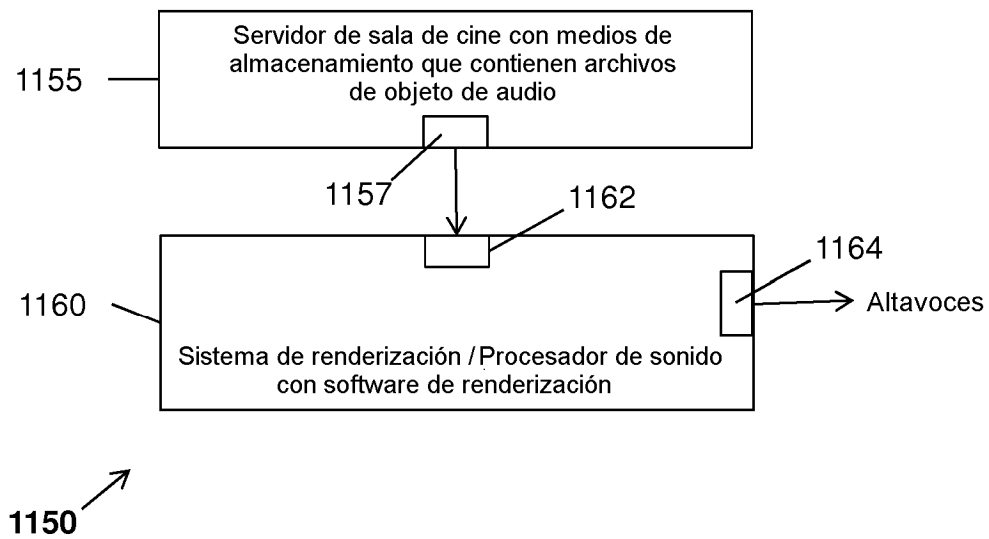 Servidor de sala de cine con medios de
almacenamiento que contienen archivos
de objeto de audio
1155
1157
1162
1164
1160
Altavoces
Sistema de renderización / Procesador de sonido
con software de renderización
1150